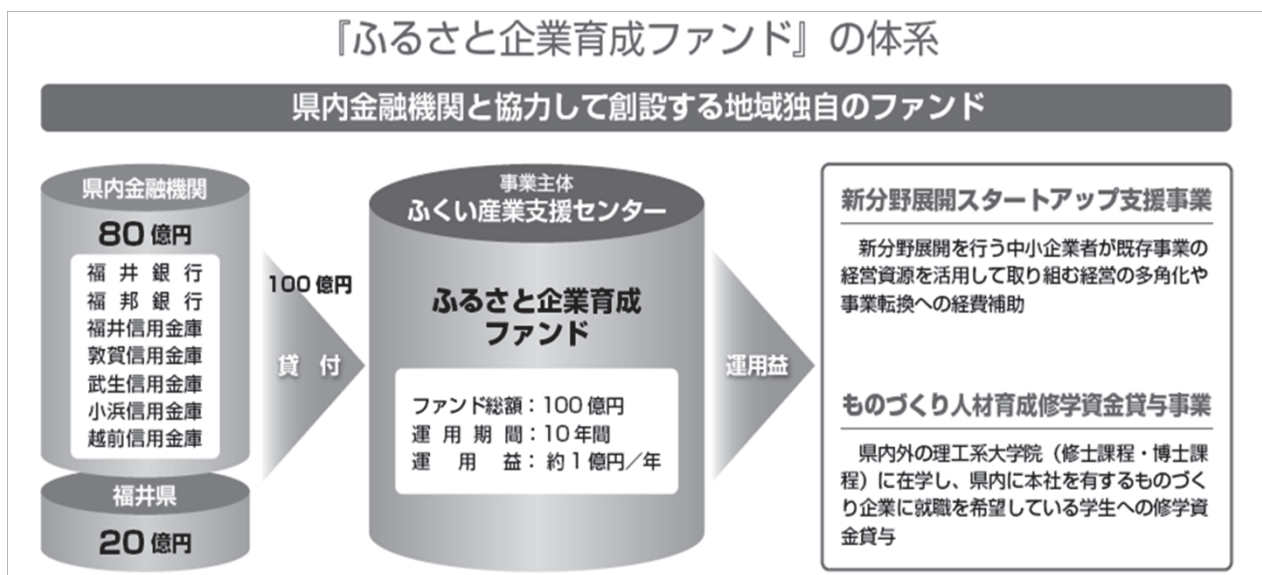 『ふるさと企業育成ファンド』の体系
県内金融機関と協力して創設する地域独自のファンド
県内金融機関
80億円
福井銀行
福邦銀行
福井信用金庫
敦賀信用金庫
武生信用金庫
小浜信用金庫
越前信用金庫
福井県
20億円
100億円
貸付
事業主体
ふくい産業支援センター
ふるさと企業育成
ファンド
ファンド総額：100億円
運用期間：10年間
運用益：約1億円／年
運用益
新分野展開スタートアップ支援事業
新分野展開を行う中小企業者が既存事業の
経営資源を活用して取り組む経営の多角化や
事業転換への経費補助
ものづくり人材育成修学資金貸与事業
県内外の理工系大学院（修士課程・博士課
程）に在学し、県内に本社を有するものづく
り企業に就職を希望している学生への修学資
金貸与